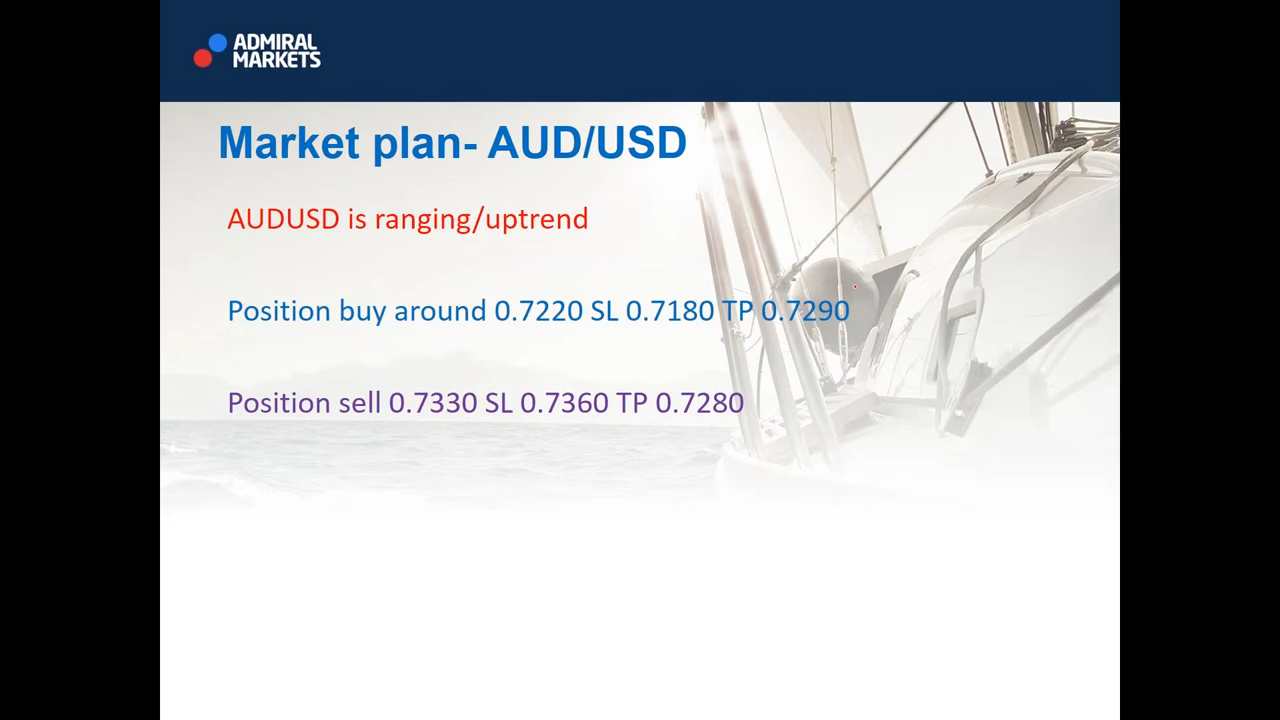 ADMIRAL
MARKETS
Market plan- AUD/USD
AUDUSD is ranging/uptrend
Position buy around 0.7220 SL 0.7180 TP 0.7290
Position sell 0.7330 SL 0.7360 TP 0.7280